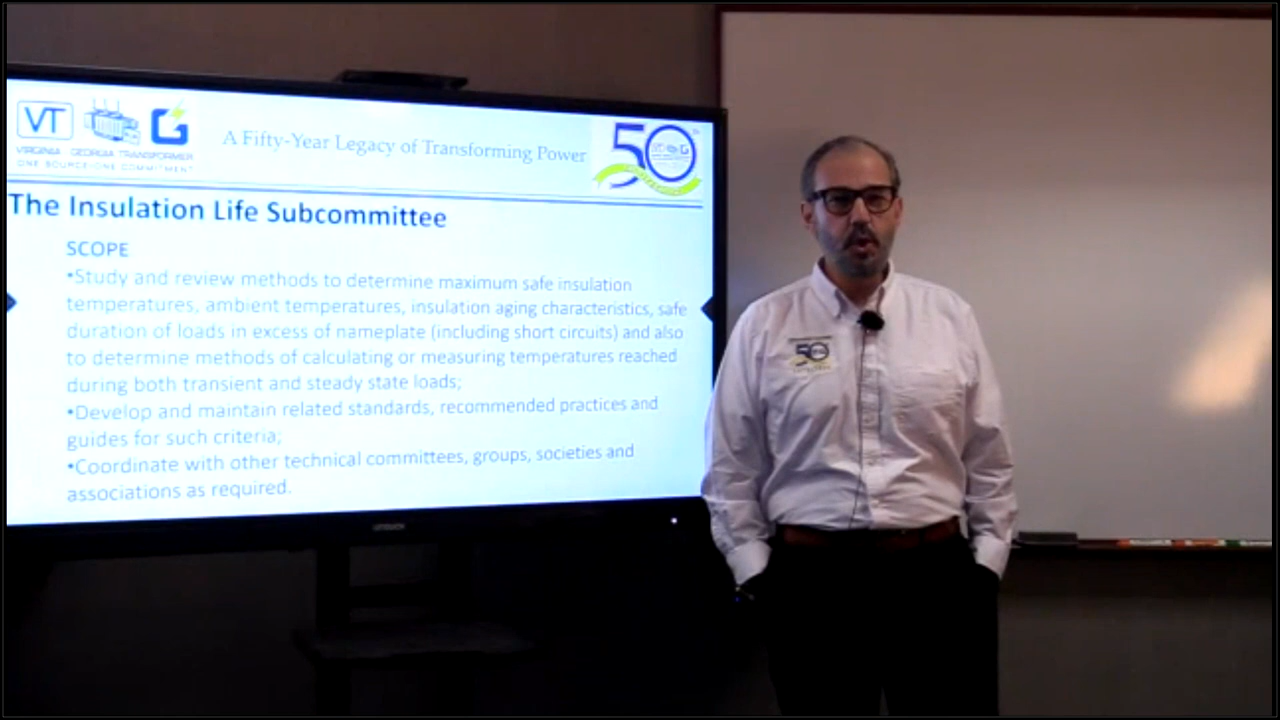 VT
G
VIRGINIA - GEORGIA TRANSFORMER
ONE SOURCE/ONE COMMITMENT
A Fifty-Year Legacy of Transforming Power
50
The Insulation Life Subcommittee
SCOPE
•Study and review methods to determine maximum safe insulation
temperatures, ambient temperatures, insulation aging characteristics, safe
duration of loads in excess of nameplate (including short circuits) and also
to determine methods of calculating or measuring temperatures reached
during both transient and steady state loads;
•Develop and maintain related standards, recommended practices and
guides for such criteria;
•Coordinate with other technical committees, groups, societies and
associations as required.
50